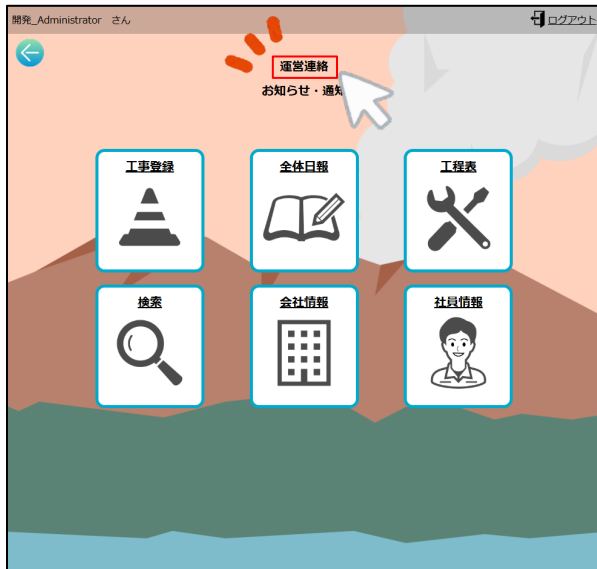 開発_Administrator さん
ログアウト
運営連絡
お知らせ・通知
工事登録
全体日報
工程表
検索
会社情報
社員情報